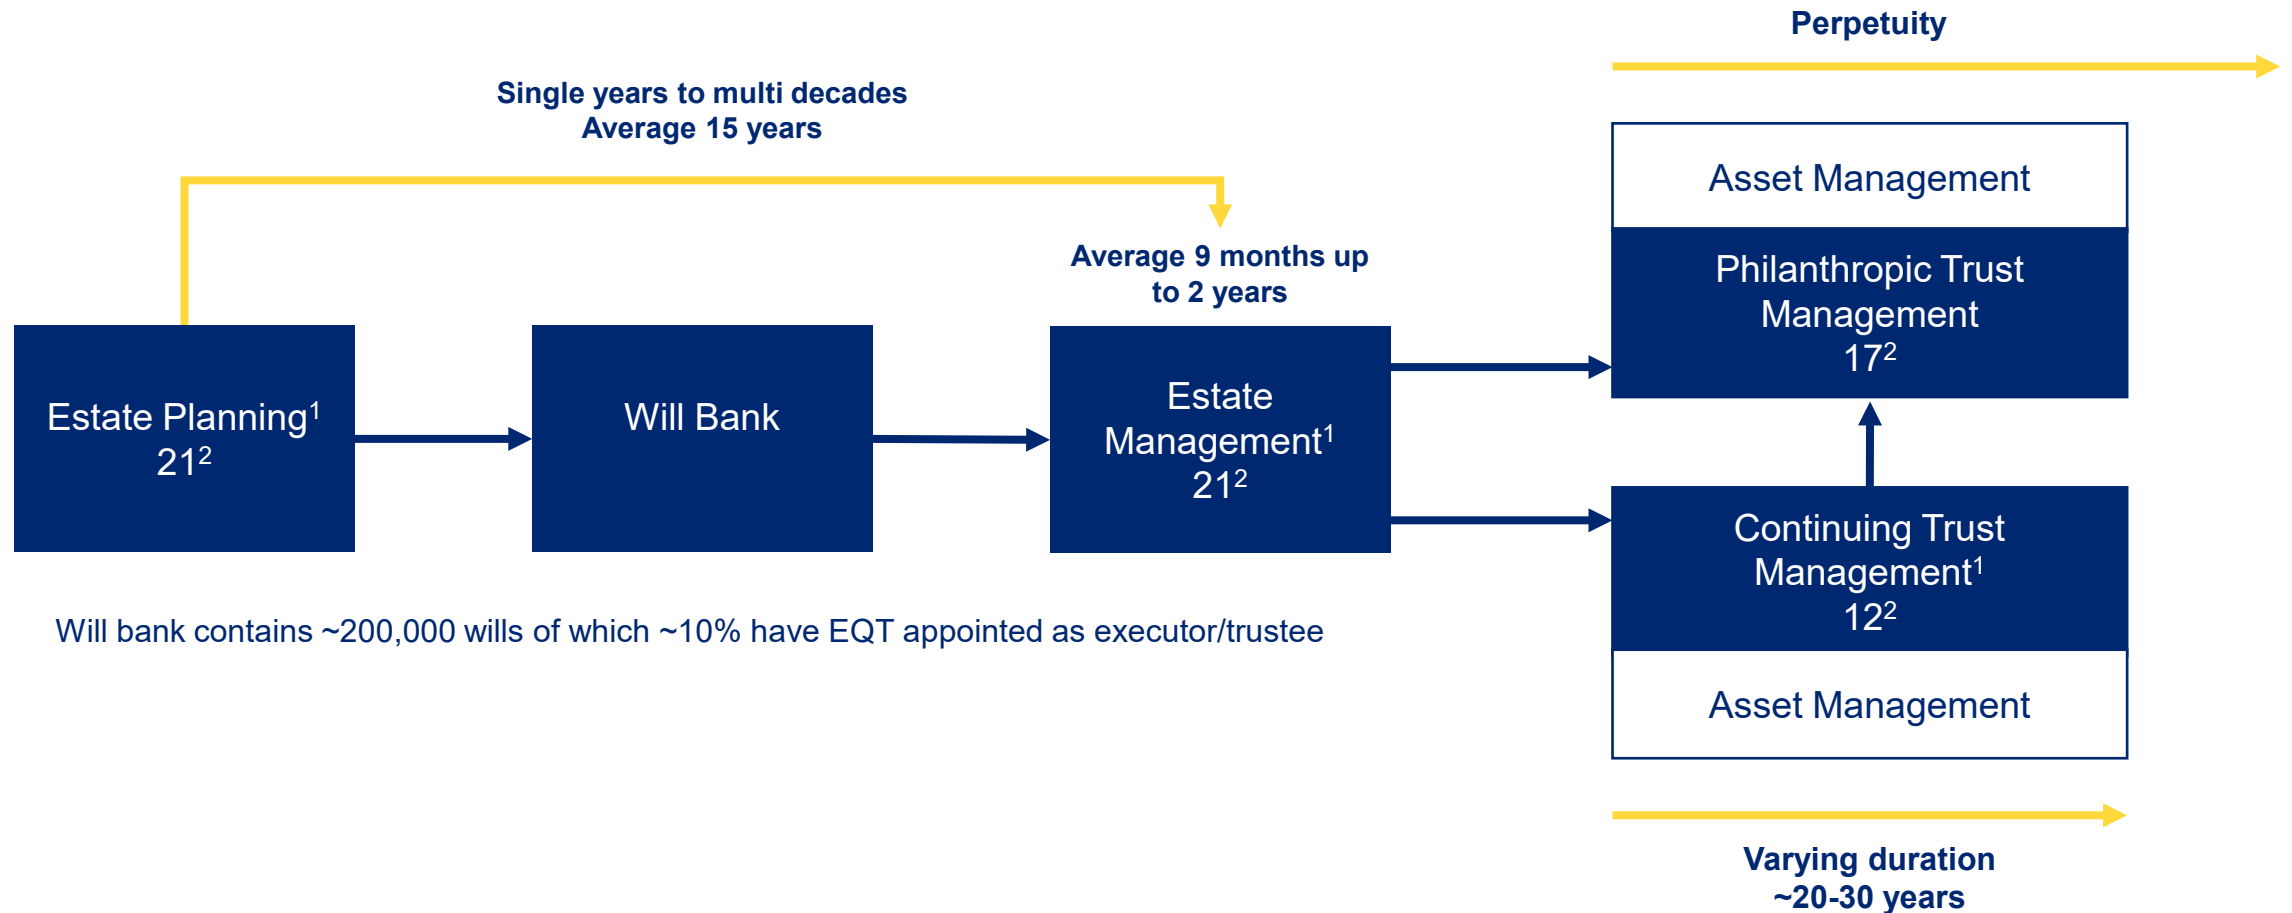 Perpetuity
Single years to multi decades
Average 15 years
Asset Management
Philanthropic Trust
Management
17²
Average 9 months up
to 2 years
Estate Planning¹
21²
Will Bank
Estate
Management¹
21²
Continuing Trust
Management¹
12²
Asset Management
Will bank contains ~200,000 wills of which ~10% have EQT appointed as executor/trustee
Varying duration
~20-30 years